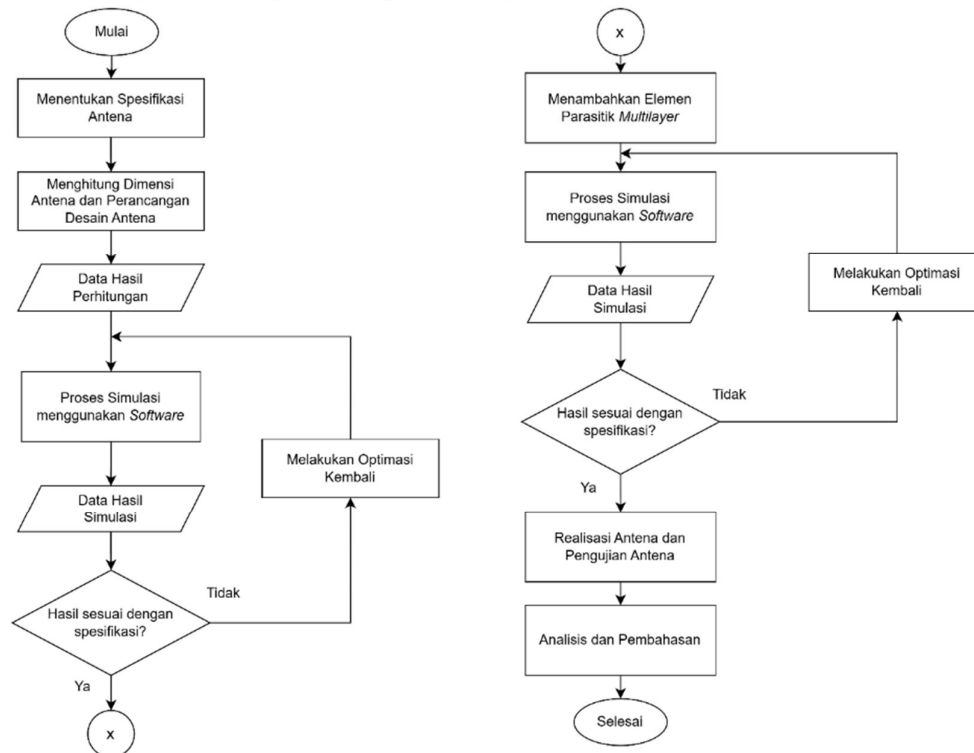 Mulai
Menentukan Spesifikasi
Antena
Menghitung Dimensi
Antena dan Perancangan
Desain Antena
Data Hasil
Perhitungan
Proses Simulasi
menggunakan Software
Melakukan Optimasi
Kembali
Data Hasil
Simulasi
Tidak
Hasil sesuai dengan
spesifikasi?
Ya
x
x
Menambahkan Elemen
Parasitik Multilayer
Proses Simulasi
menggunakan Software
Melakukan Optimasi
Kembali
Data Hasil
Simulasi
Tidak
Hasil sesuai dengan
spesifikasi?
Ya
Realisasi Antena dan
Pengujian Antena
Analisis dan Pembahasan
Selesai